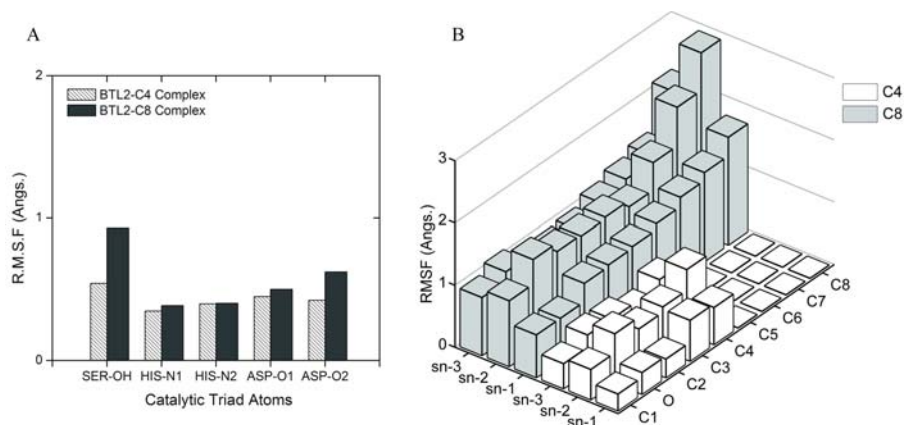 A
2
1
0
R.M.S.F (Angs.)
BTL2-C4 Complex
BTL2-C8 Complex
SER-OH HIS-N1 HIS-N2 ASP-O1 ASP-O2
Catalytic Triad Atoms
B
C4
C8
3
2
1
0
RMSF (Angs.)
sn-3
sn-2
sn-1
sn-3
sn-2
sn-1
C1
O
C2
C3
C4
C5
C6
C7
C8